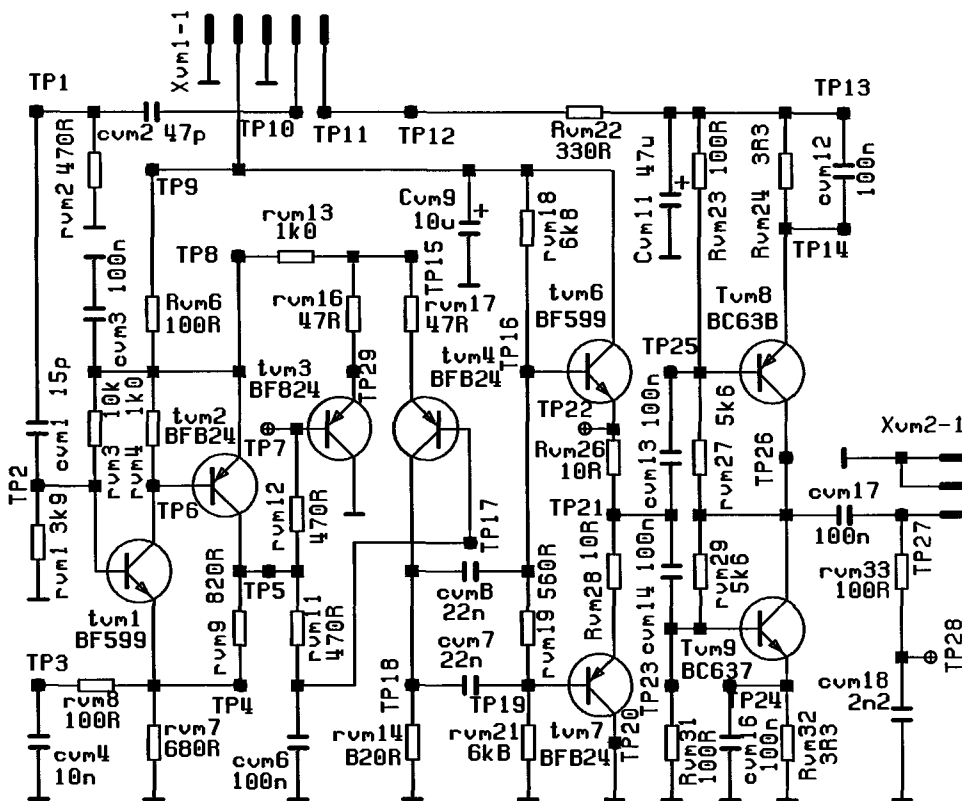 Xvm1-1
TP1
cvm2
47p
TP10
TP11
TP12
Rvm22
330R
TP13
rvm2 470R
TP9
Cvm9
10u
+
rvm18
6k8
Cvm11 47u
+
Rvm23 100R
Rvm24 3R3
cvm12
100n
TP14
rvm13
1k0
TP8
TP15
cvm3 100n
Rvm6
100R
rvm16
47R
rvm17
47R
tvm6
BF599
Tvm8
BC63B
cvm1 15p
rvm3 10k
rvm4 1k0
tvm3
BF824
TP29
tvm4
BFB24
TP16
TP25
tvm2
BFB24
TP7
TP22
Rvm26
10R
cvm13 100n
rvm27 5k6
TP26
Xvm2-1
TP2
TP6
rvm12
470R
TP17
TP21
cvm17
100n
rvm1 3k9
tvm1
BF599
rvm9 820R
TP5
rvm11
470R
cvmB
22n
cvm7
22n
rvm19 560R
Rvm28 10R
cvm14 100n
rvm29
5k6
rvm33
100R
TP27
TP28
TP3
rvm8
100R
TP4
TP18
TP19
TP23
Tvm9
BC637
TP24
cvm18
2n2
cvm4
10n
rvm7
680R
cvm6
100n
rvm14
B20R
rvm21
6kB
tvm7
BFB24
TP20
Rvm31
100R
cvm16
100n
Rvm32
3R3